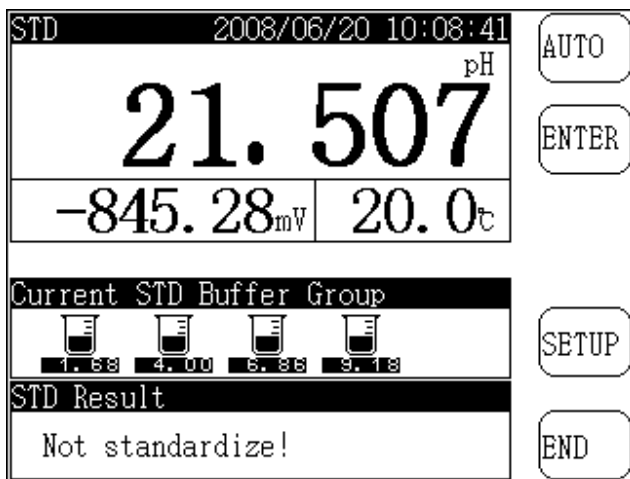 STD 2008/06/20 10:08:41
AUTO
pH
21.507
ENTER
-845.28mV 20.0℃
Current STD Buffer Group
1.68 4.00 6.86 9.18
SETUP
STD Result
Not standardize!
END